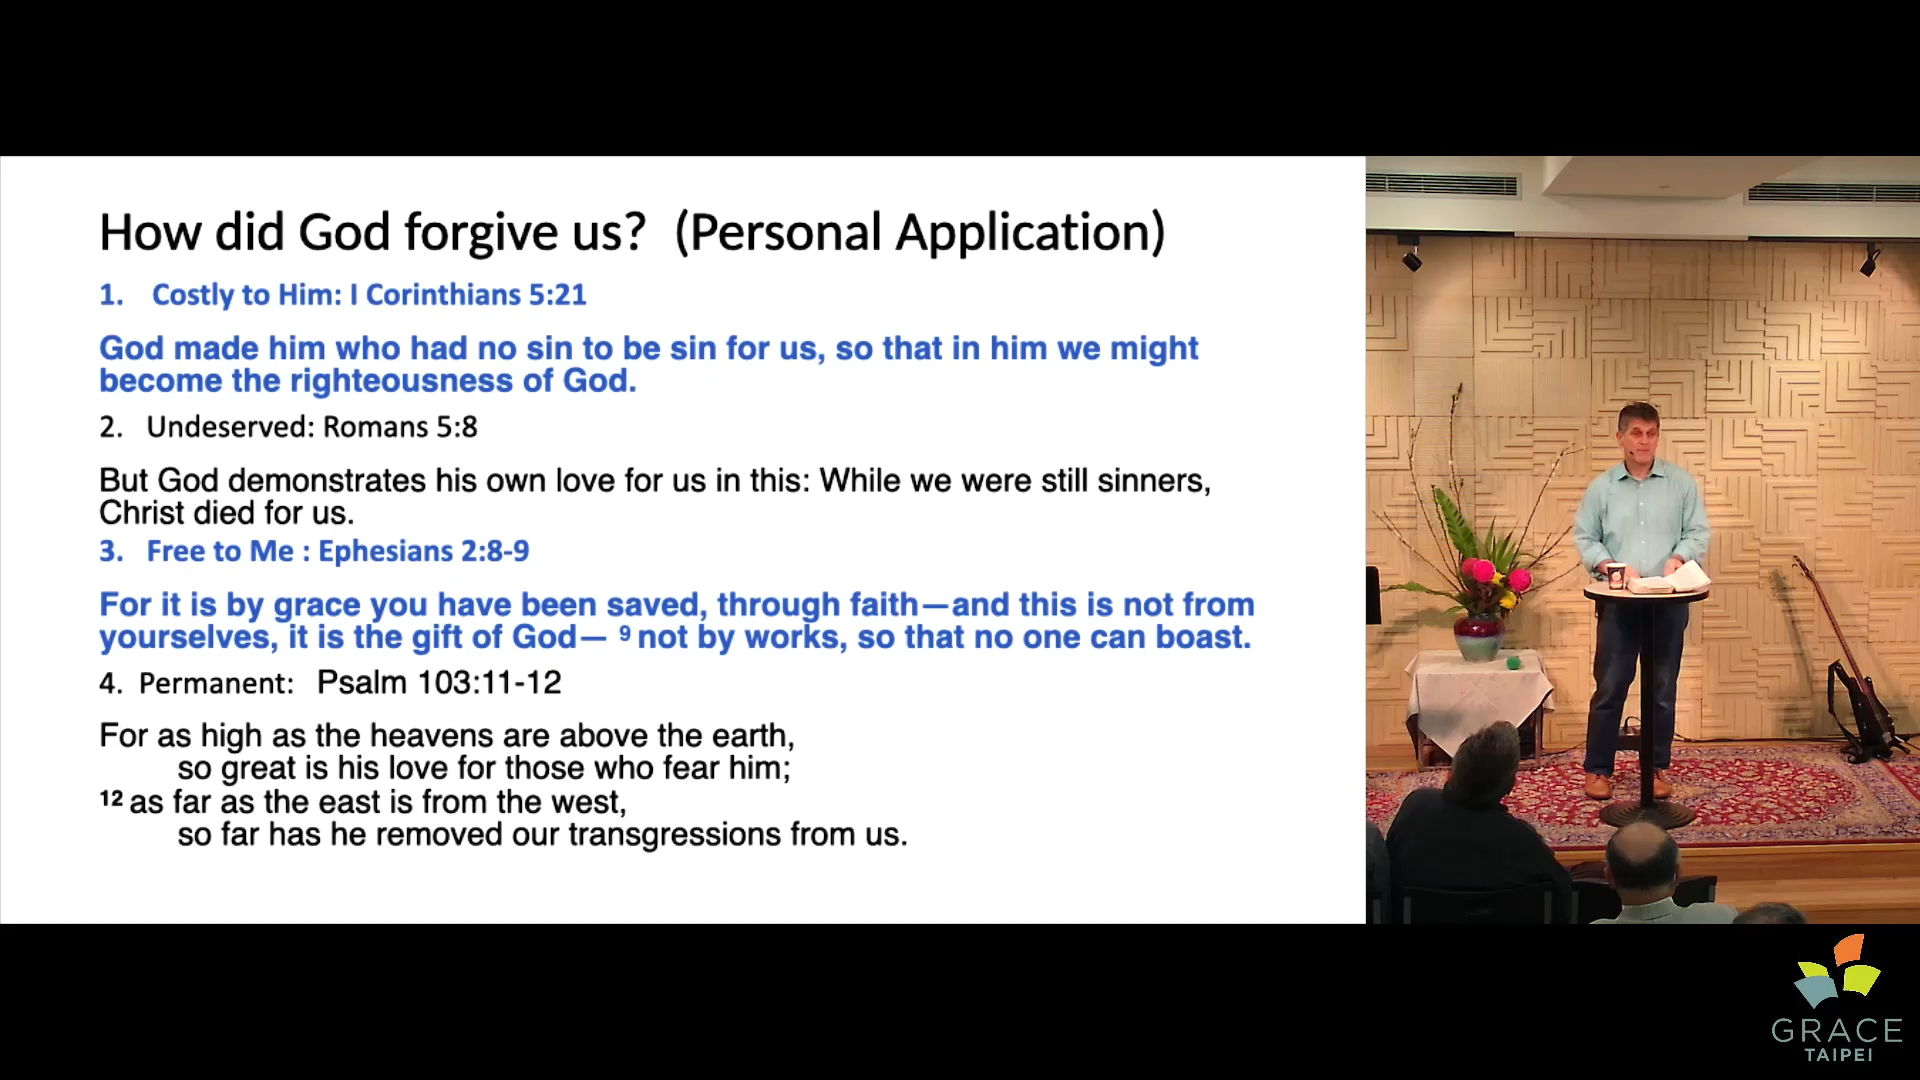 How did God forgive us? (Personal Application)
1. Costly to Him: I Corinthians 5:21
God made him who had no sin to be sin for us, so that in him we might
become the righteousness of God.
2. Undeserved: Romans 5:8
But God demonstrates his own love for us in this: While we were still sinners,
Christ died for us.
3. Free to Me : Ephesians 2:8-9
For it is by grace you have been saved, through faith—and this is not from
yourselves, it is the gift of God— 9 not by works, so that no one can boast.
4. Permanent: Psalm 103:11-12
For as high as the heavens are above the earth,
so great is his love for those who fear him;
12 as far as the east is from the west,
so far has he removed our transgressions from us.
GRACE
TAIPEI